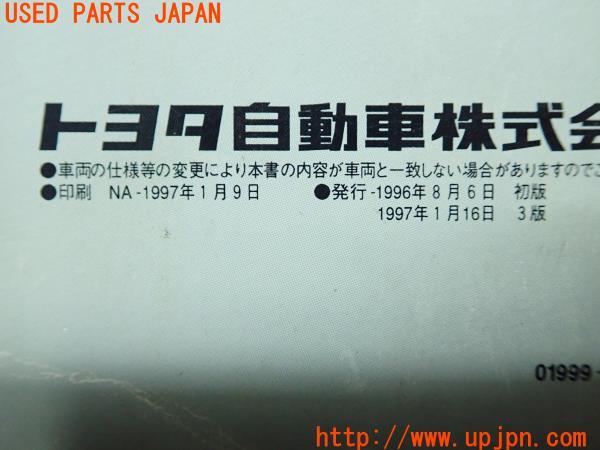 USED PARTS JAPAN
トヨタ自動車株式会
●車両の仕様等の変更により本書の内容が車両と一致しない場合がありますのでご
●印刷 NA-1997年1月9日 ●発行-1996年8月6日 初版
1997年1月16日 3版
01999-
http://www.upjpn.com